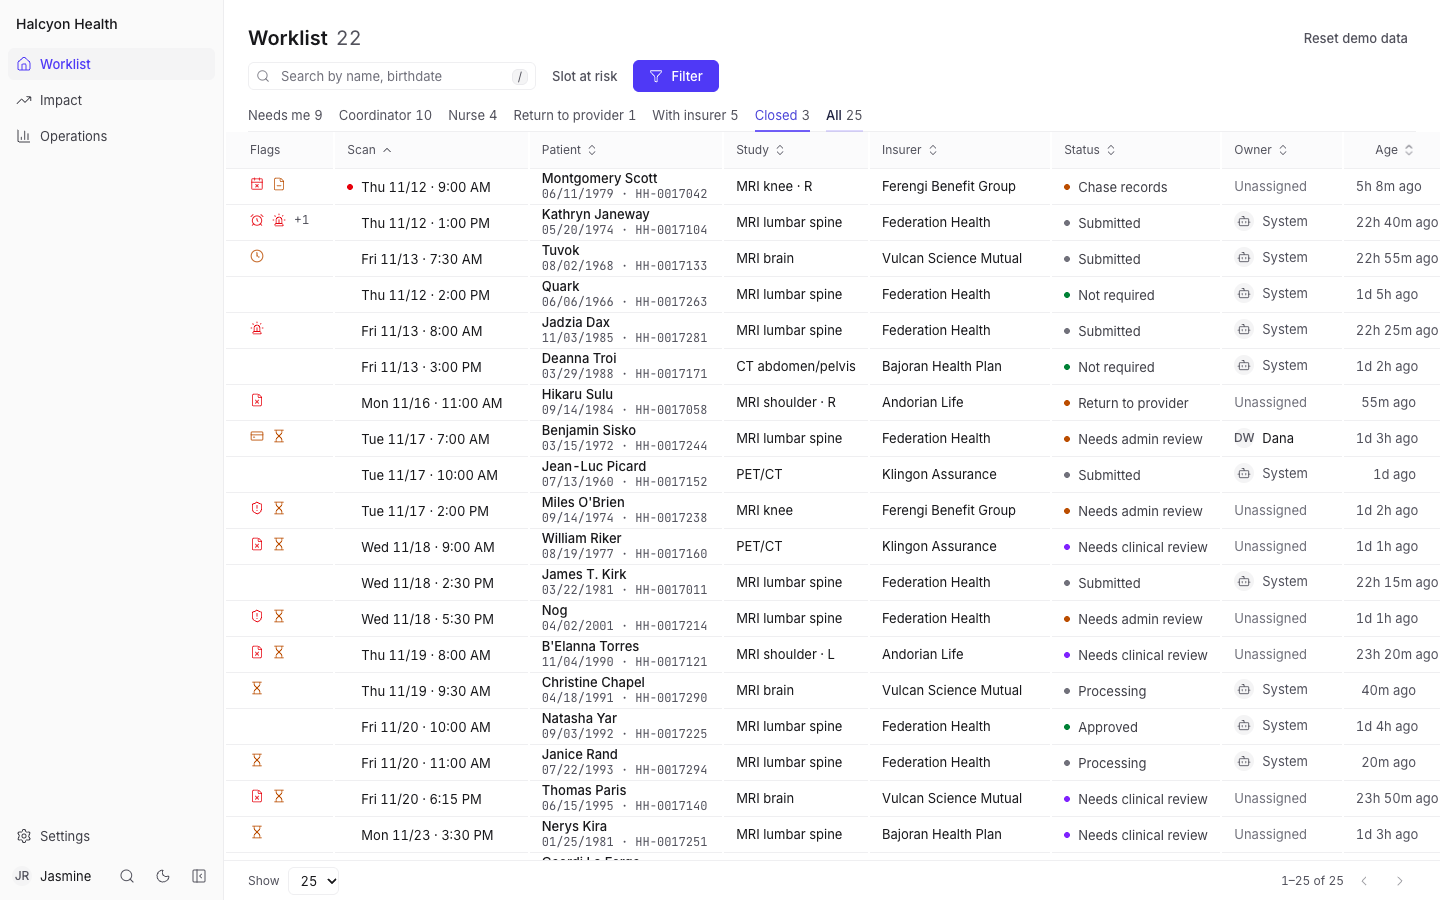 Halcyon Health
Worklist
Impact
Operations
Settings
JR Jasmine
Worklist 22
Reset demo data
Search by name, birthdate /
Slot at risk
Filter
Needs me 9 Coordinator 10 Nurse 4 Return to provider 1 With insurer 5 Closed 3 All 25
Flags Scan Patient Study Insurer Status Owner Age
Thu 11/12 · 9:00 AM Montgomery Scott 06/11/1979 · HH-0017042 MRI knee · R Ferengi Benefit Group Chase records Unassigned 5h 8m ago
+1 Thu 11/12 · 1:00 PM Kathryn Janeway 05/20/1974 · HH-0017104 MRI lumbar spine Federation Health Submitted System 22h 40m ago
Fri 11/13 · 7:30 AM Tuvok 08/02/1968 · HH-0017133 MRI brain Vulcan Science Mutual Submitted System 22h 55m ago
Thu 11/12 · 2:00 PM Quark 06/06/1966 · HH-0017263 MRI lumbar spine Federation Health Not required System 1d 5h ago
Fri 11/13 · 8:00 AM Jadzia Dax 11/03/1985 · HH-0017281 MRI lumbar spine Federation Health Submitted System 22h 25m ago
Fri 11/13 · 3:00 PM Deanna Troi 03/29/1988 · HH-0017171 CT abdomen/pelvis Bajoran Health Plan Not required System 1d 2h ago
Mon 11/16 · 11:00 AM Hikaru Sulu 09/14/1984 · HH-0017058 MRI shoulder · R Andorian Life Return to provider Unassigned 55m ago
Tue 11/17 · 7:00 AM Benjamin Sisko 03/15/1972 · HH-0017244 MRI lumbar spine Federation Health Needs admin review DW Dana 1d 3h ago
Tue 11/17 · 10:00 AM Jean-Luc Picard 07/13/1960 · HH-0017152 PET/CT Klingon Assurance Submitted System 1d ago
Tue 11/17 · 2:00 PM Miles O'Brien 09/14/1974 · HH-0017238 MRI knee Ferengi Benefit Group Needs admin review Unassigned 1d 2h ago
Wed 11/18 · 9:00 AM William Riker 08/19/1977 · HH-0017160 PET/CT Klingon Assurance Needs clinical review Unassigned 1d 1h ago
Wed 11/18 · 2:30 PM James T. Kirk 03/22/1981 · HH-0017011 MRI lumbar spine Federation Health Submitted System 22h 15m ago
Wed 11/18 · 5:30 PM Nog 04/02/2001 · HH-0017214 MRI lumbar spine Federation Health Needs admin review Unassigned 1d 1h ago
Thu 11/19 · 8:00 AM B'Elanna Torres 11/04/1990 · HH-0017121 MRI shoulder · L Andorian Life Needs clinical review Unassigned 23h 20m ago
Thu 11/19 · 9:30 AM Christine Chapel 04/18/1991 · HH-0017290 MRI brain Vulcan Science Mutual Processing System 40m ago
Fri 11/20 · 10:00 AM Natasha Yar 09/03/1992 · HH-0017225 MRI lumbar spine Federation Health Approved System 1d 4h ago
Fri 11/20 · 11:00 AM Janice Rand 07/22/1993 · HH-0017294 MRI lumbar spine Federation Health Processing System 20m ago
Fri 11/20 · 6:15 PM Thomas Paris 06/15/1995 · HH-0017140 MRI brain Vulcan Science Mutual Needs clinical review Unassigned 23h 50m ago
Mon 11/23 · 3:30 PM Nerys Kira 01/25/1981 · HH-0017251 MRI lumbar spine Bajoran Health Plan Needs clinical review Unassigned 1d 3h ago
Show 25 1–25 of 25